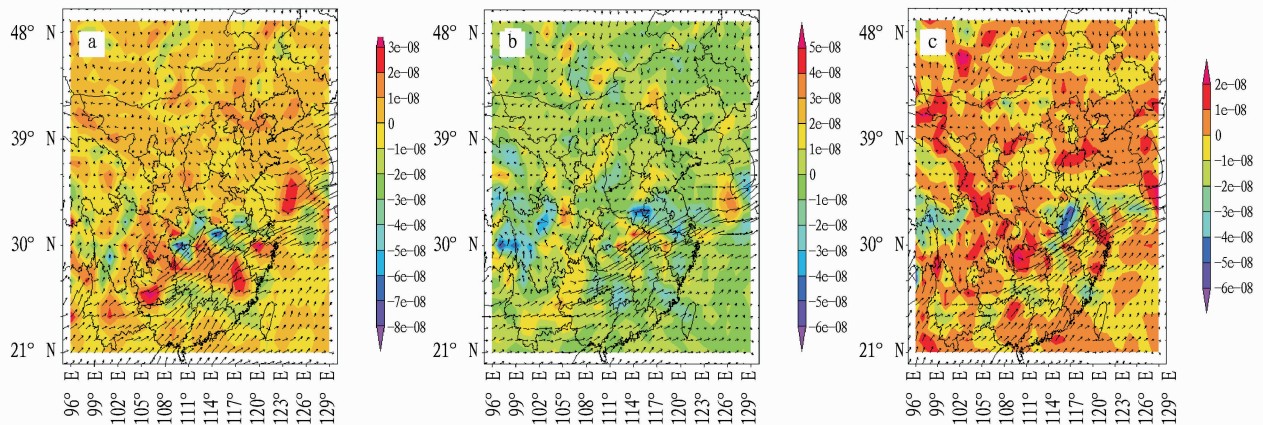 a
48° N
39° N
30° N
21° N
96° E
99° E
102° E
105° E
108° E
111° E
114° E
117° E
120° E
123° E
126° E
129° E
3e-08
2e-08
1e-08
0
-1e-08
-2e-08
-3e-08
-4e-08
-5e-08
-6e-08
-7e-08
-8e-08
b
48° N
39° N
30° N
21° N
96° E
99° E
102° E
105° E
108° E
111° E
114° E
117° E
120° E
123° E
126° E
129° E
5e-08
4e-08
3e-08
2e-08
1e-08
0
-1e-08
-2e-08
-3e-08
-4e-08
-5e-08
-6e-08
c
48° N
39° N
30° N
21° N
96° E
99° E
102° E
105° E
108° E
111° E
114° E
117° E
120° E
123° E
126° E
129° E
2e-08
1e-08
0
-1e-08
-2e-08
-3e-08
-4e-08
-5e-08
-6e-08